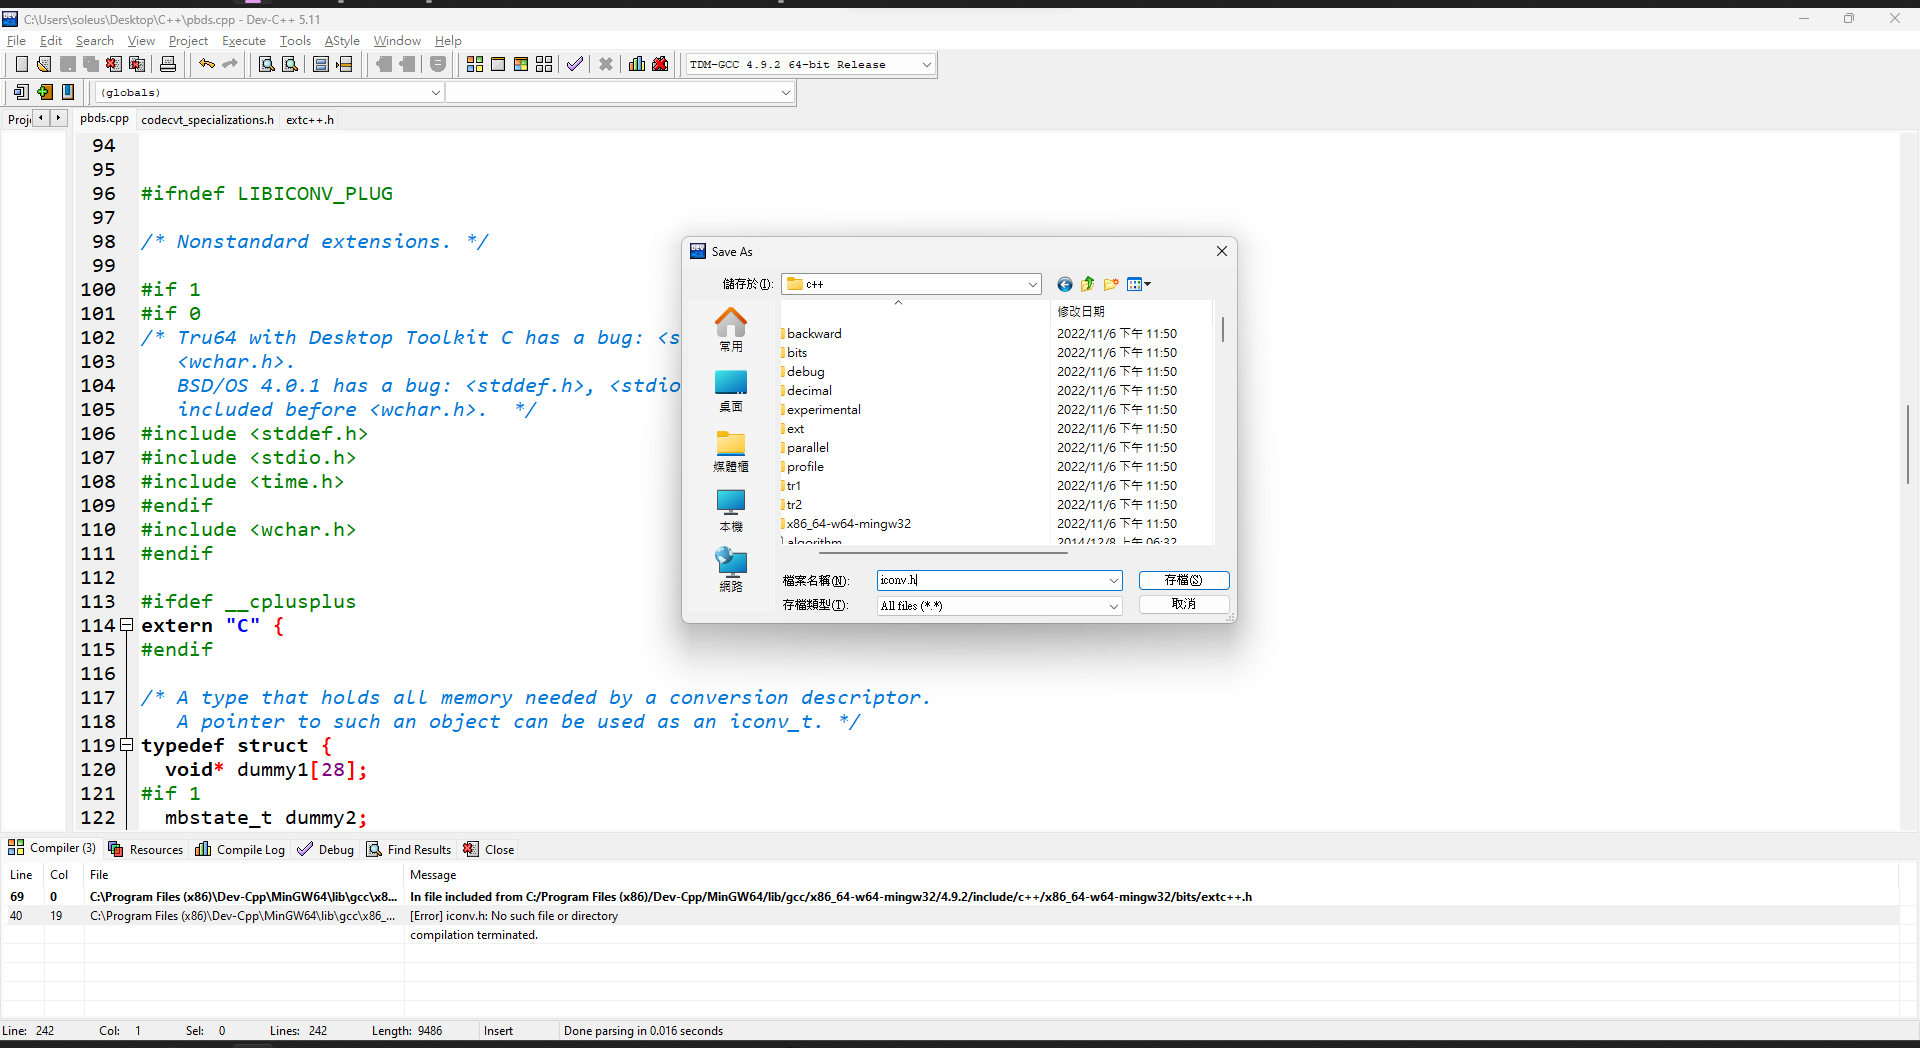 C:\Users\soleus\Desktop\C++\pbds.cpp - Dev-C++ 5.11
File Edit Search View Project Execute Tools AStyle Window Help
TDM-GCC 4.9.2 64-bit Release
(globals)
Proj pbds.cpp codecvt_specializations.h extc++.h
94
95
96 #ifndef LIBICONV_PLUG
97
98 /* Nonstandard extensions. */
99
100 #if 1
101 #if 0
102 /* Tru64 with Desktop Toolkit C has a bug: <s
103 <wchar.h>.
104 BSD/OS 4.0.1 has a bug: <stddef.h>, <stdio
105 included before <wchar.h>. */
106 #include <stddef.h>
107 #include <stdio.h>
108 #include <time.h>
109 #endif
110 #include <wchar.h>
111 #endif
112
113 #ifdef __cplusplus
114 extern "C" {
115 #endif
116
117 /* A type that holds all memory needed by a conversion descriptor.
118 A pointer to such an object can be used as an iconv_t. */
119 typedef struct {
120 void* dummy1[28];
121 #if 1
122 mbstate_t dummy2;
Save As
儲存於(I): c++
常用
桌面
媒體櫃
本機
網路
修改日期
backward 2022/11/6 下午 11:50
bits 2022/11/6 下午 11:50
debug 2022/11/6 下午 11:50
decimal 2022/11/6 下午 11:50
experimental 2022/11/6 下午 11:50
ext 2022/11/6 下午 11:50
parallel 2022/11/6 下午 11:50
profile 2022/11/6 下午 11:50
tr1 2022/11/6 下午 11:50
tr2 2022/11/6 下午 11:50
x86_64-w64-mingw32 2022/11/6 下午 11:50
algorithm 2014/12/8 上午 06:32
檔案名稱(N): iconv.h 存檔(S)
存檔類型(T): All files (*.*) 取消
Compiler (3) Resources Compile Log Debug Find Results Close
Line Col File Message
69 0 C:\Program Files (x86)\Dev-Cpp\MinGW64\lib\gcc\x8... In file included from C:/Program Files (x86)/Dev-Cpp/MinGW64/lib/gcc/x86_64-w64-mingw32/4.9.2/include/c++/x86_64-w64-mingw32/bits/extc++.h
40 19 C:\Program Files (x86)\Dev-Cpp\MinGW64\lib\gcc\x86_... [Error] iconv.h: No such file or directory
compilation terminated.
Line: 242 Col: 1 Sel: 0 Lines: 242 Length: 9486 Insert Done parsing in 0.016 seconds